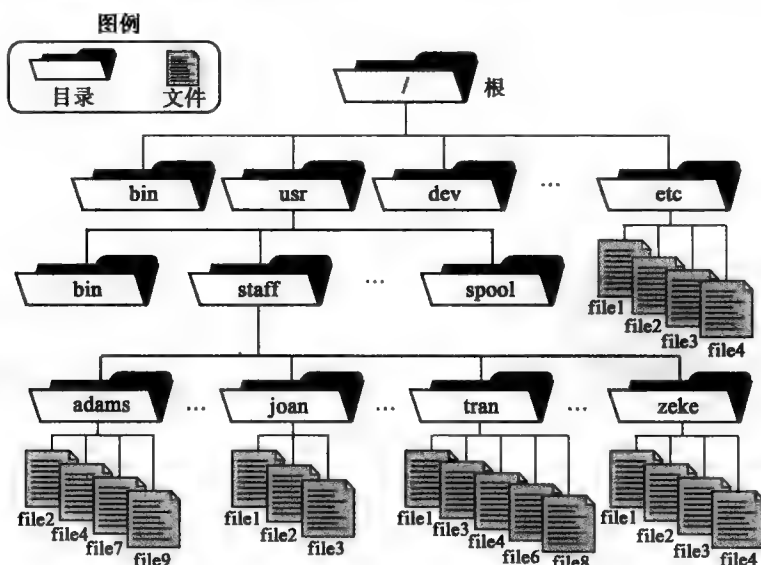 图例
目录 文件
/ 根
bin usr dev … etc
bin staff … spool
file1
file2
file3
file4
adams … joan … tran … zeke
file2
file4
file7
file9
file1
file2
file3
file1
file3
file4
file6
file8
file1
file2
file3
file4